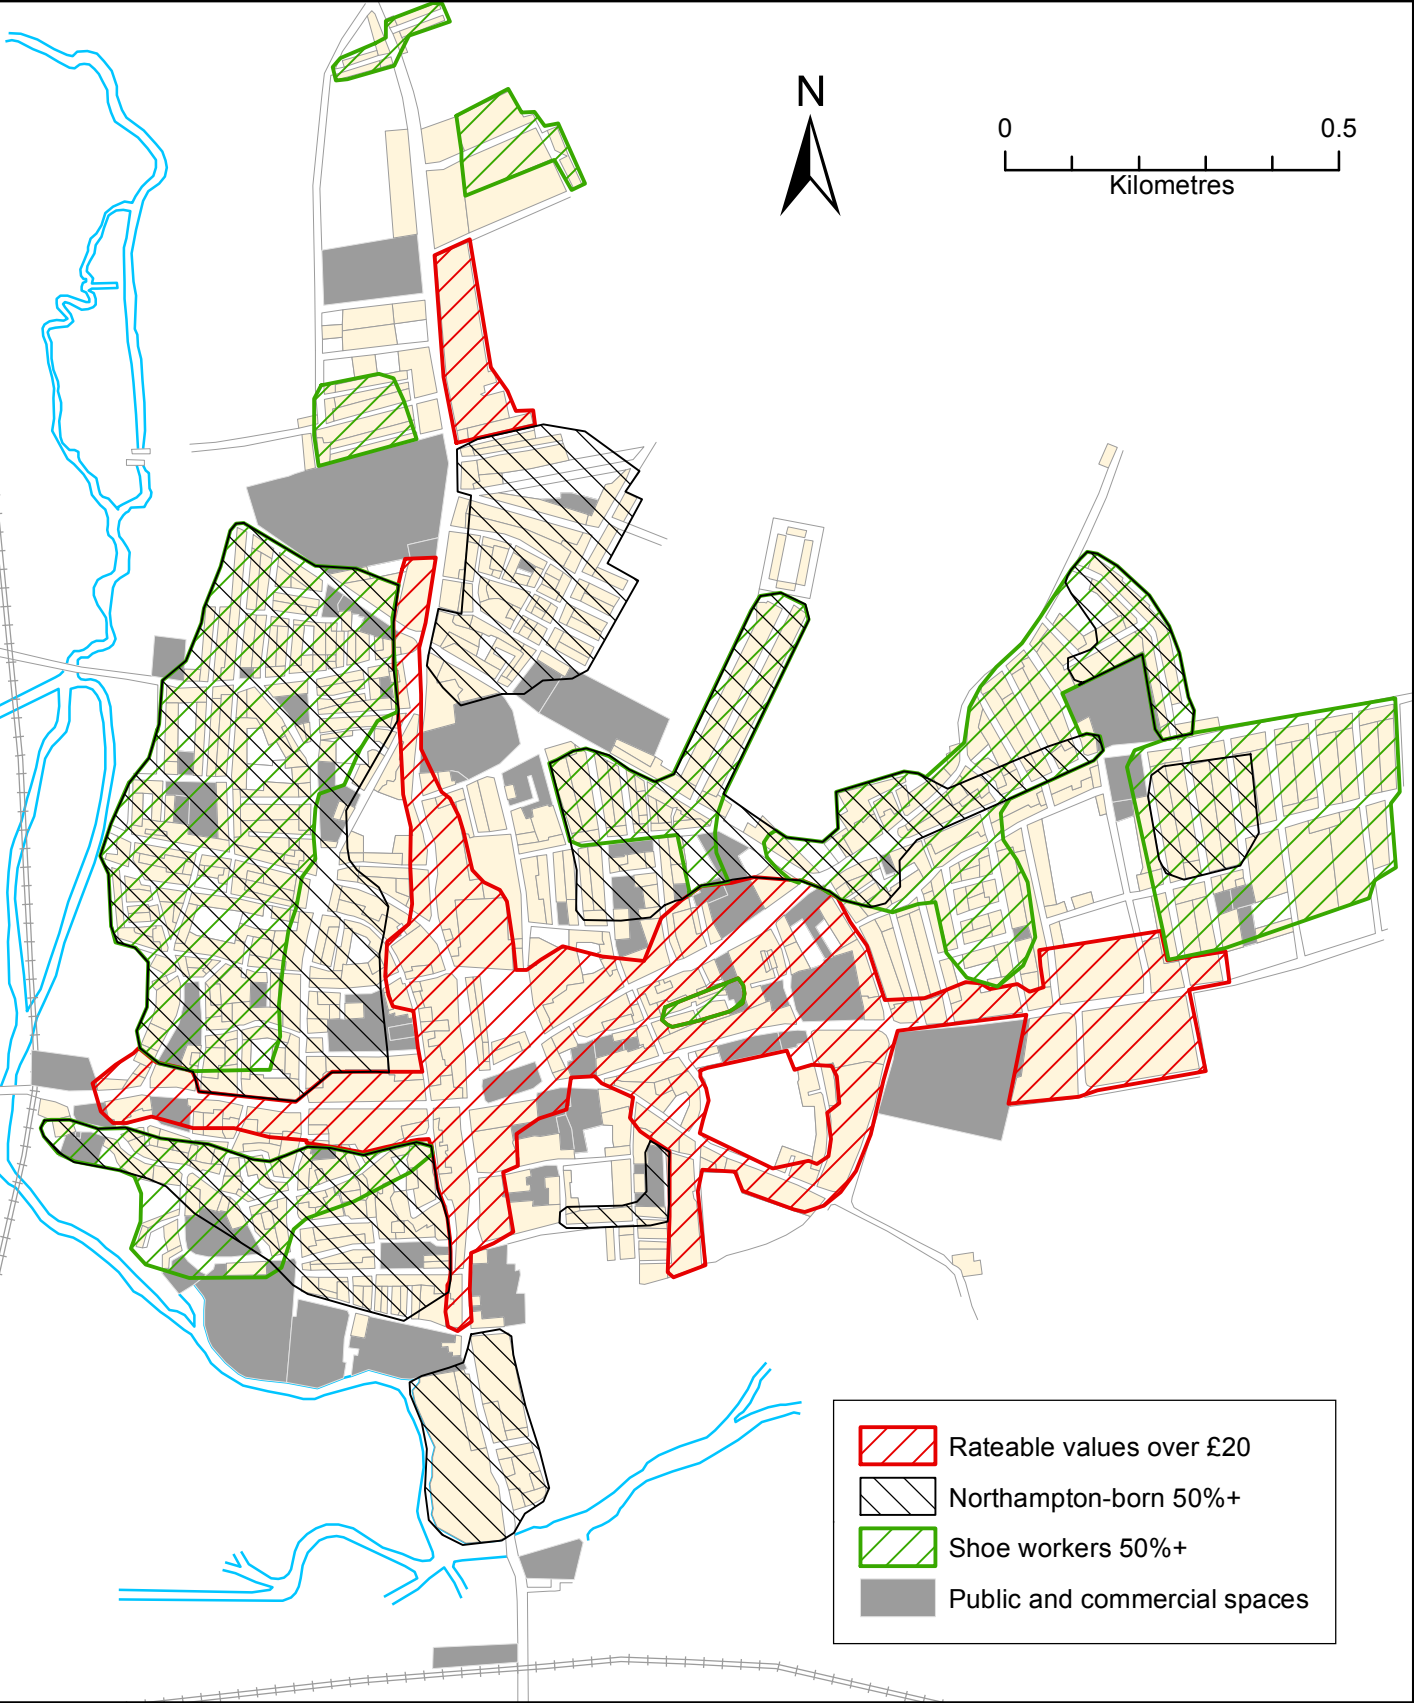 N
0 0.5
Kilometres
Rateable values over £20
Northampton-born 50%+
Shoe workers 50%+
Public and commercial spaces